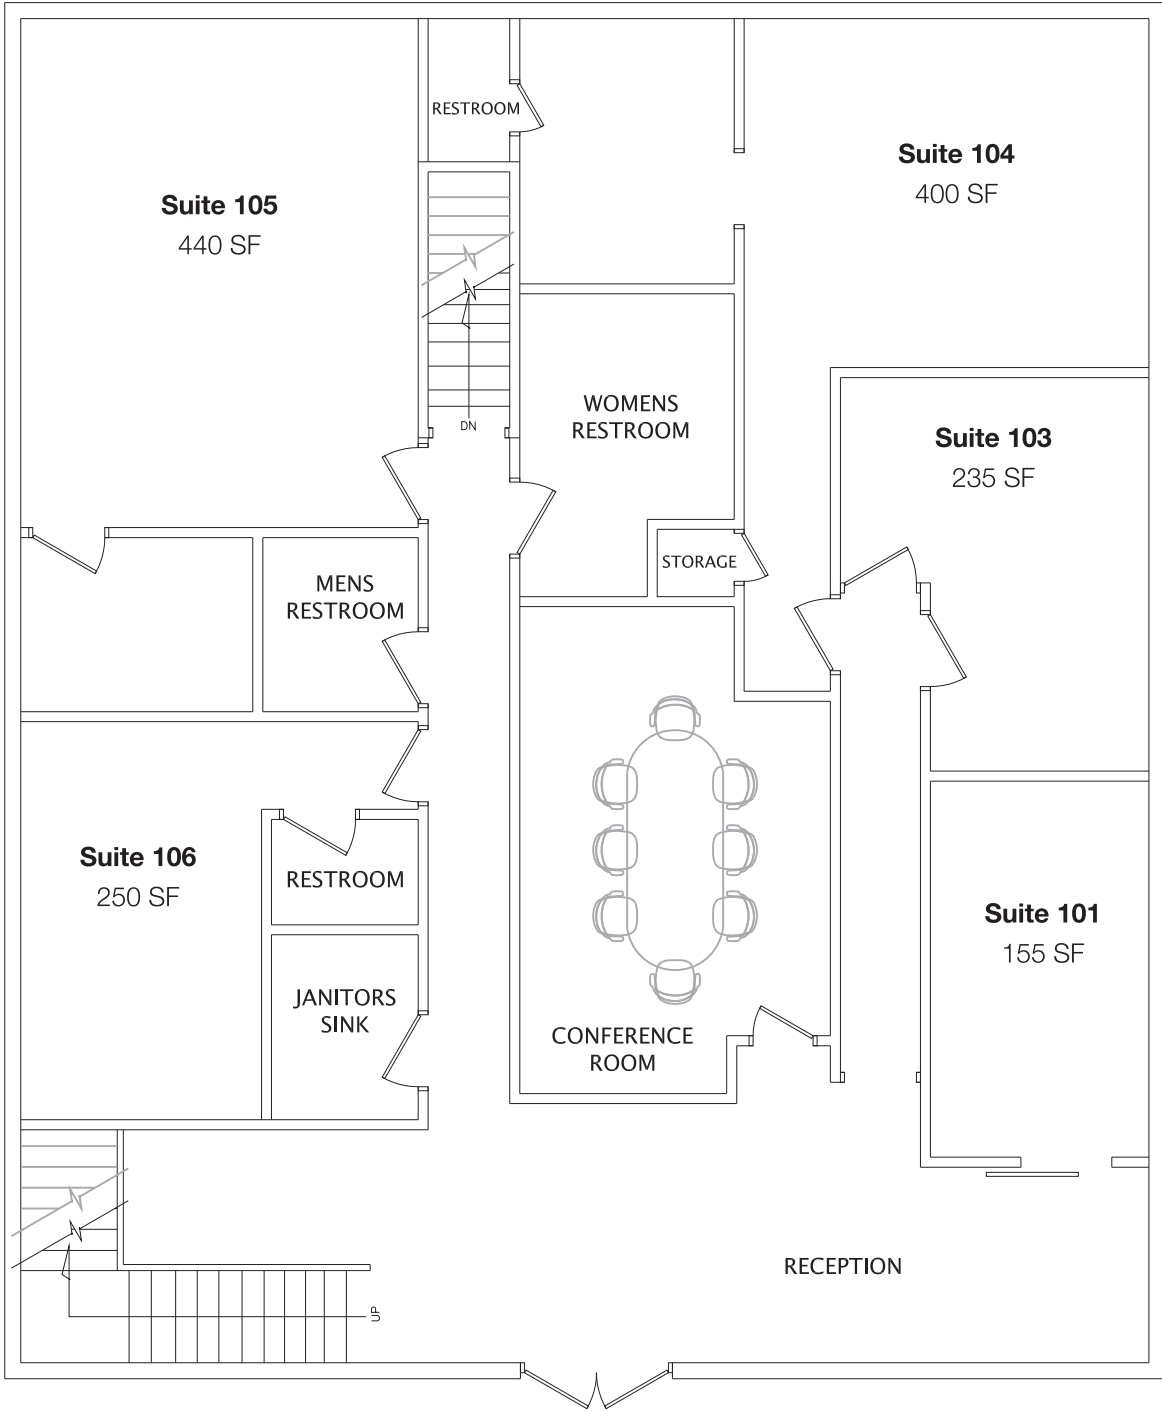 RESTROOM
Suite 104
400 SF
Suite 105
440 SF
WOMENS
RESTROOM
DN
Suite 103
235 SF
STORAGE
MENS
RESTROOM
Suite 106
250 SF
RESTROOM
Suite 101
155 SF
JANITORS
SINK
CONFERENCE
ROOM
RECEPTION
UP